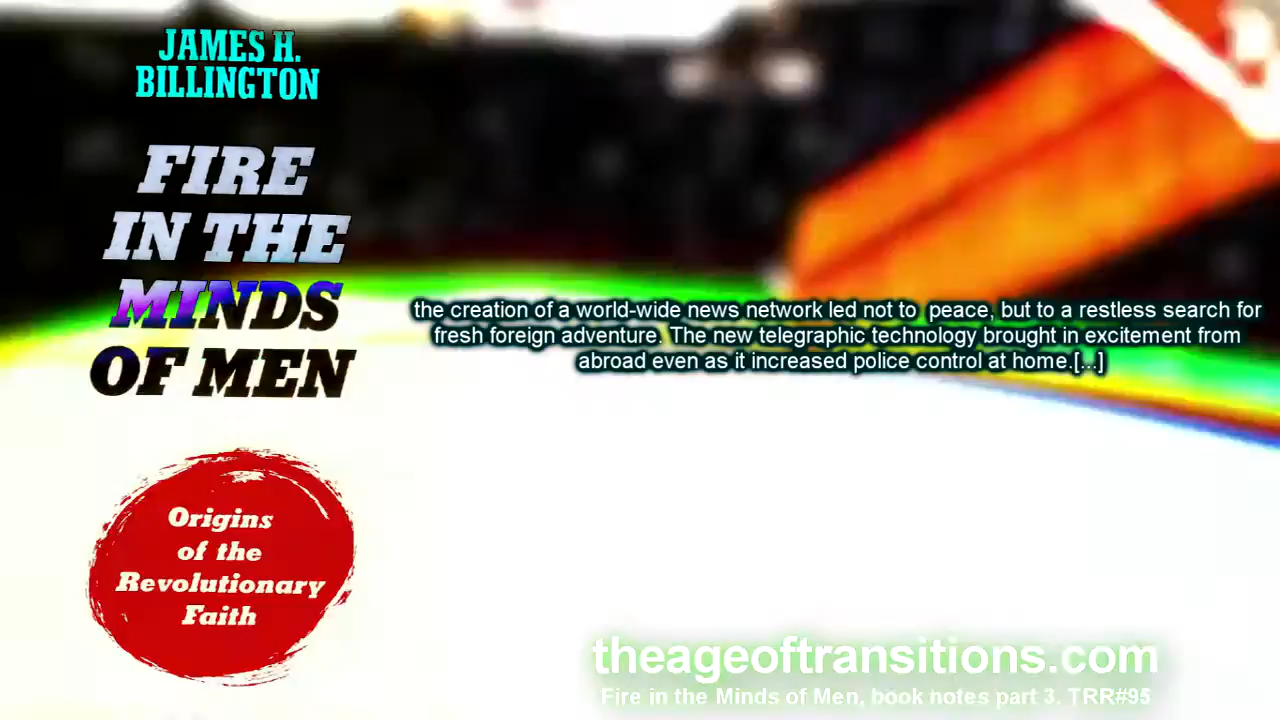 JAMES H.
BILLINGTON
FIRE
IN THE
MINDS
OF MEN
the creation of a world-wide news network led not to  peace, but to a restless search for
fresh foreign adventure. The new telegraphic technology brought in excitement from
abroad even as it increased police control at home.[...]
Origins
of the
Revolutionary
Faith
theageoftransitions.com
Fire in the Minds of Men, book notes part 3. TRR#95